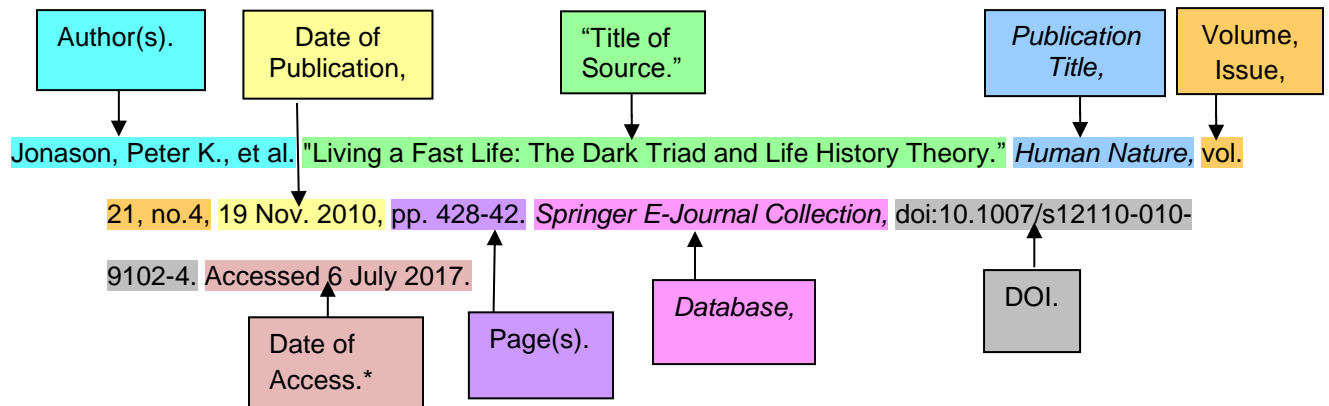 Author(s).
Date of
Publication,
“Title of
Source.”
Publication
Title,
Volume,
Issue,
Jonason, Peter K., et al. "Living a Fast Life: The Dark Triad and Life History Theory.” Human Nature, vol.
21, no.4, 19 Nov. 2010, pp. 428-42. Springer E-Journal Collection, doi:10.1007/s12110-010-
9102-4. Accessed 6 July 2017.
Date of
Access.*
Page(s).
Database,
DOI.